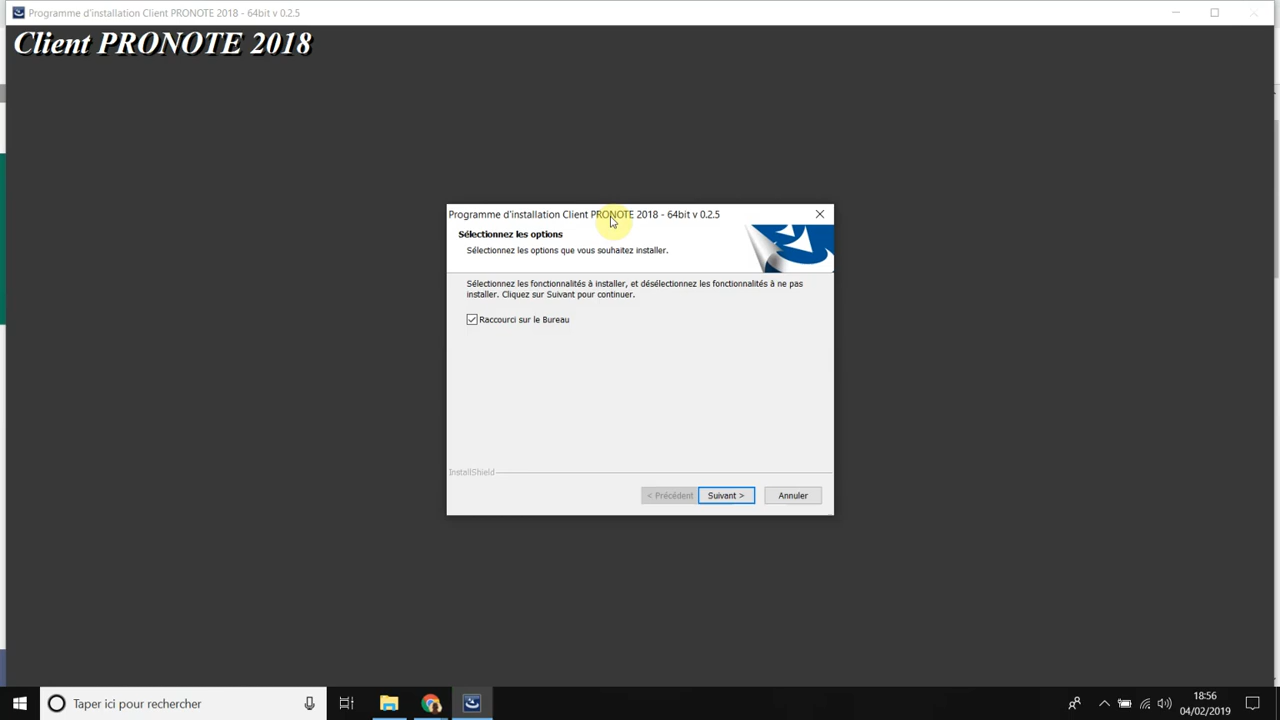 Programme d'installation Client PRONOTE 2018 - 64bit v 0.2.5
Client PRONOTE 2018
Programme d'installation Client PRONOTE 2018 - 64bit v 0.2.5
Sélectionnez les options
Sélectionnez les options que vous souhaitez installer.
Sélectionnez les fonctionnalités à installer, et désélectionnez les fonctionnalités à ne pas
installer. Cliquez sur Suivant pour continuer.
Raccourci sur le Bureau
InstallShield
< Précédent
Suivant >
Annuler
Taper ici pour rechercher
18:56
04/02/2019